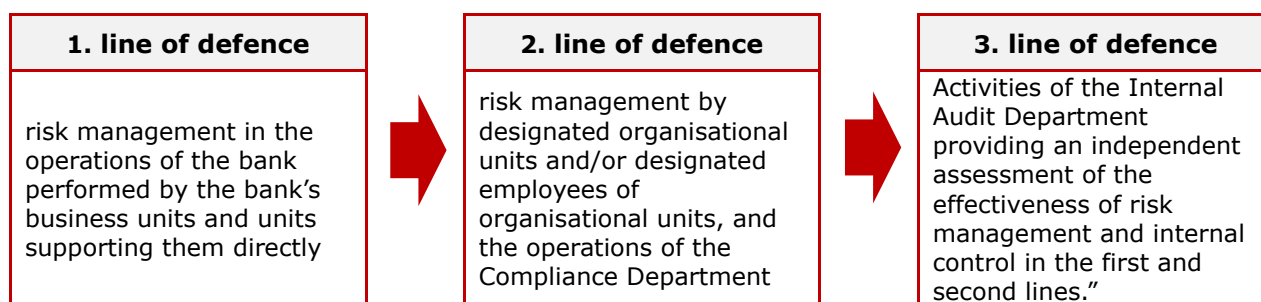 1. line of defence
risk management in the
operations of the bank
performed by the bank's
business units and units
supporting them directly
2. line of defence
risk management by
designated organisational
units and/or designated
employees of
organisational units, and
the operations of the
Compliance Department
3. line of defence
Activities of the Internal
Audit Department
providing an independent
assessment of the
effectiveness of risk
management and internal
control in the first and
second lines.”